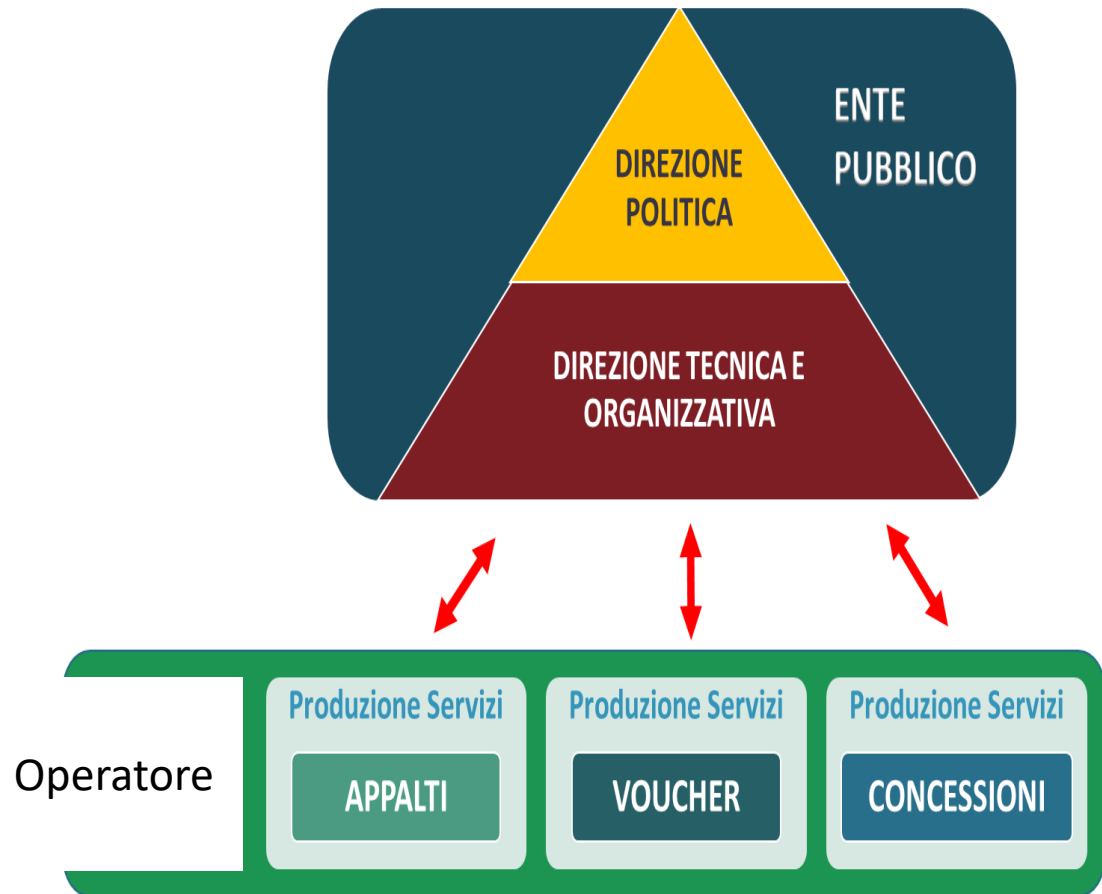 ENTE
PUBBLICO
DIREZIONE
POLITICA
DIREZIONE TECNICA E
ORGANIZZATIVA
Operatore
Produzione Servizi
APPALTI
Produzione Servizi
VOUCHER
Produzione Servizi
CONCESSIONI